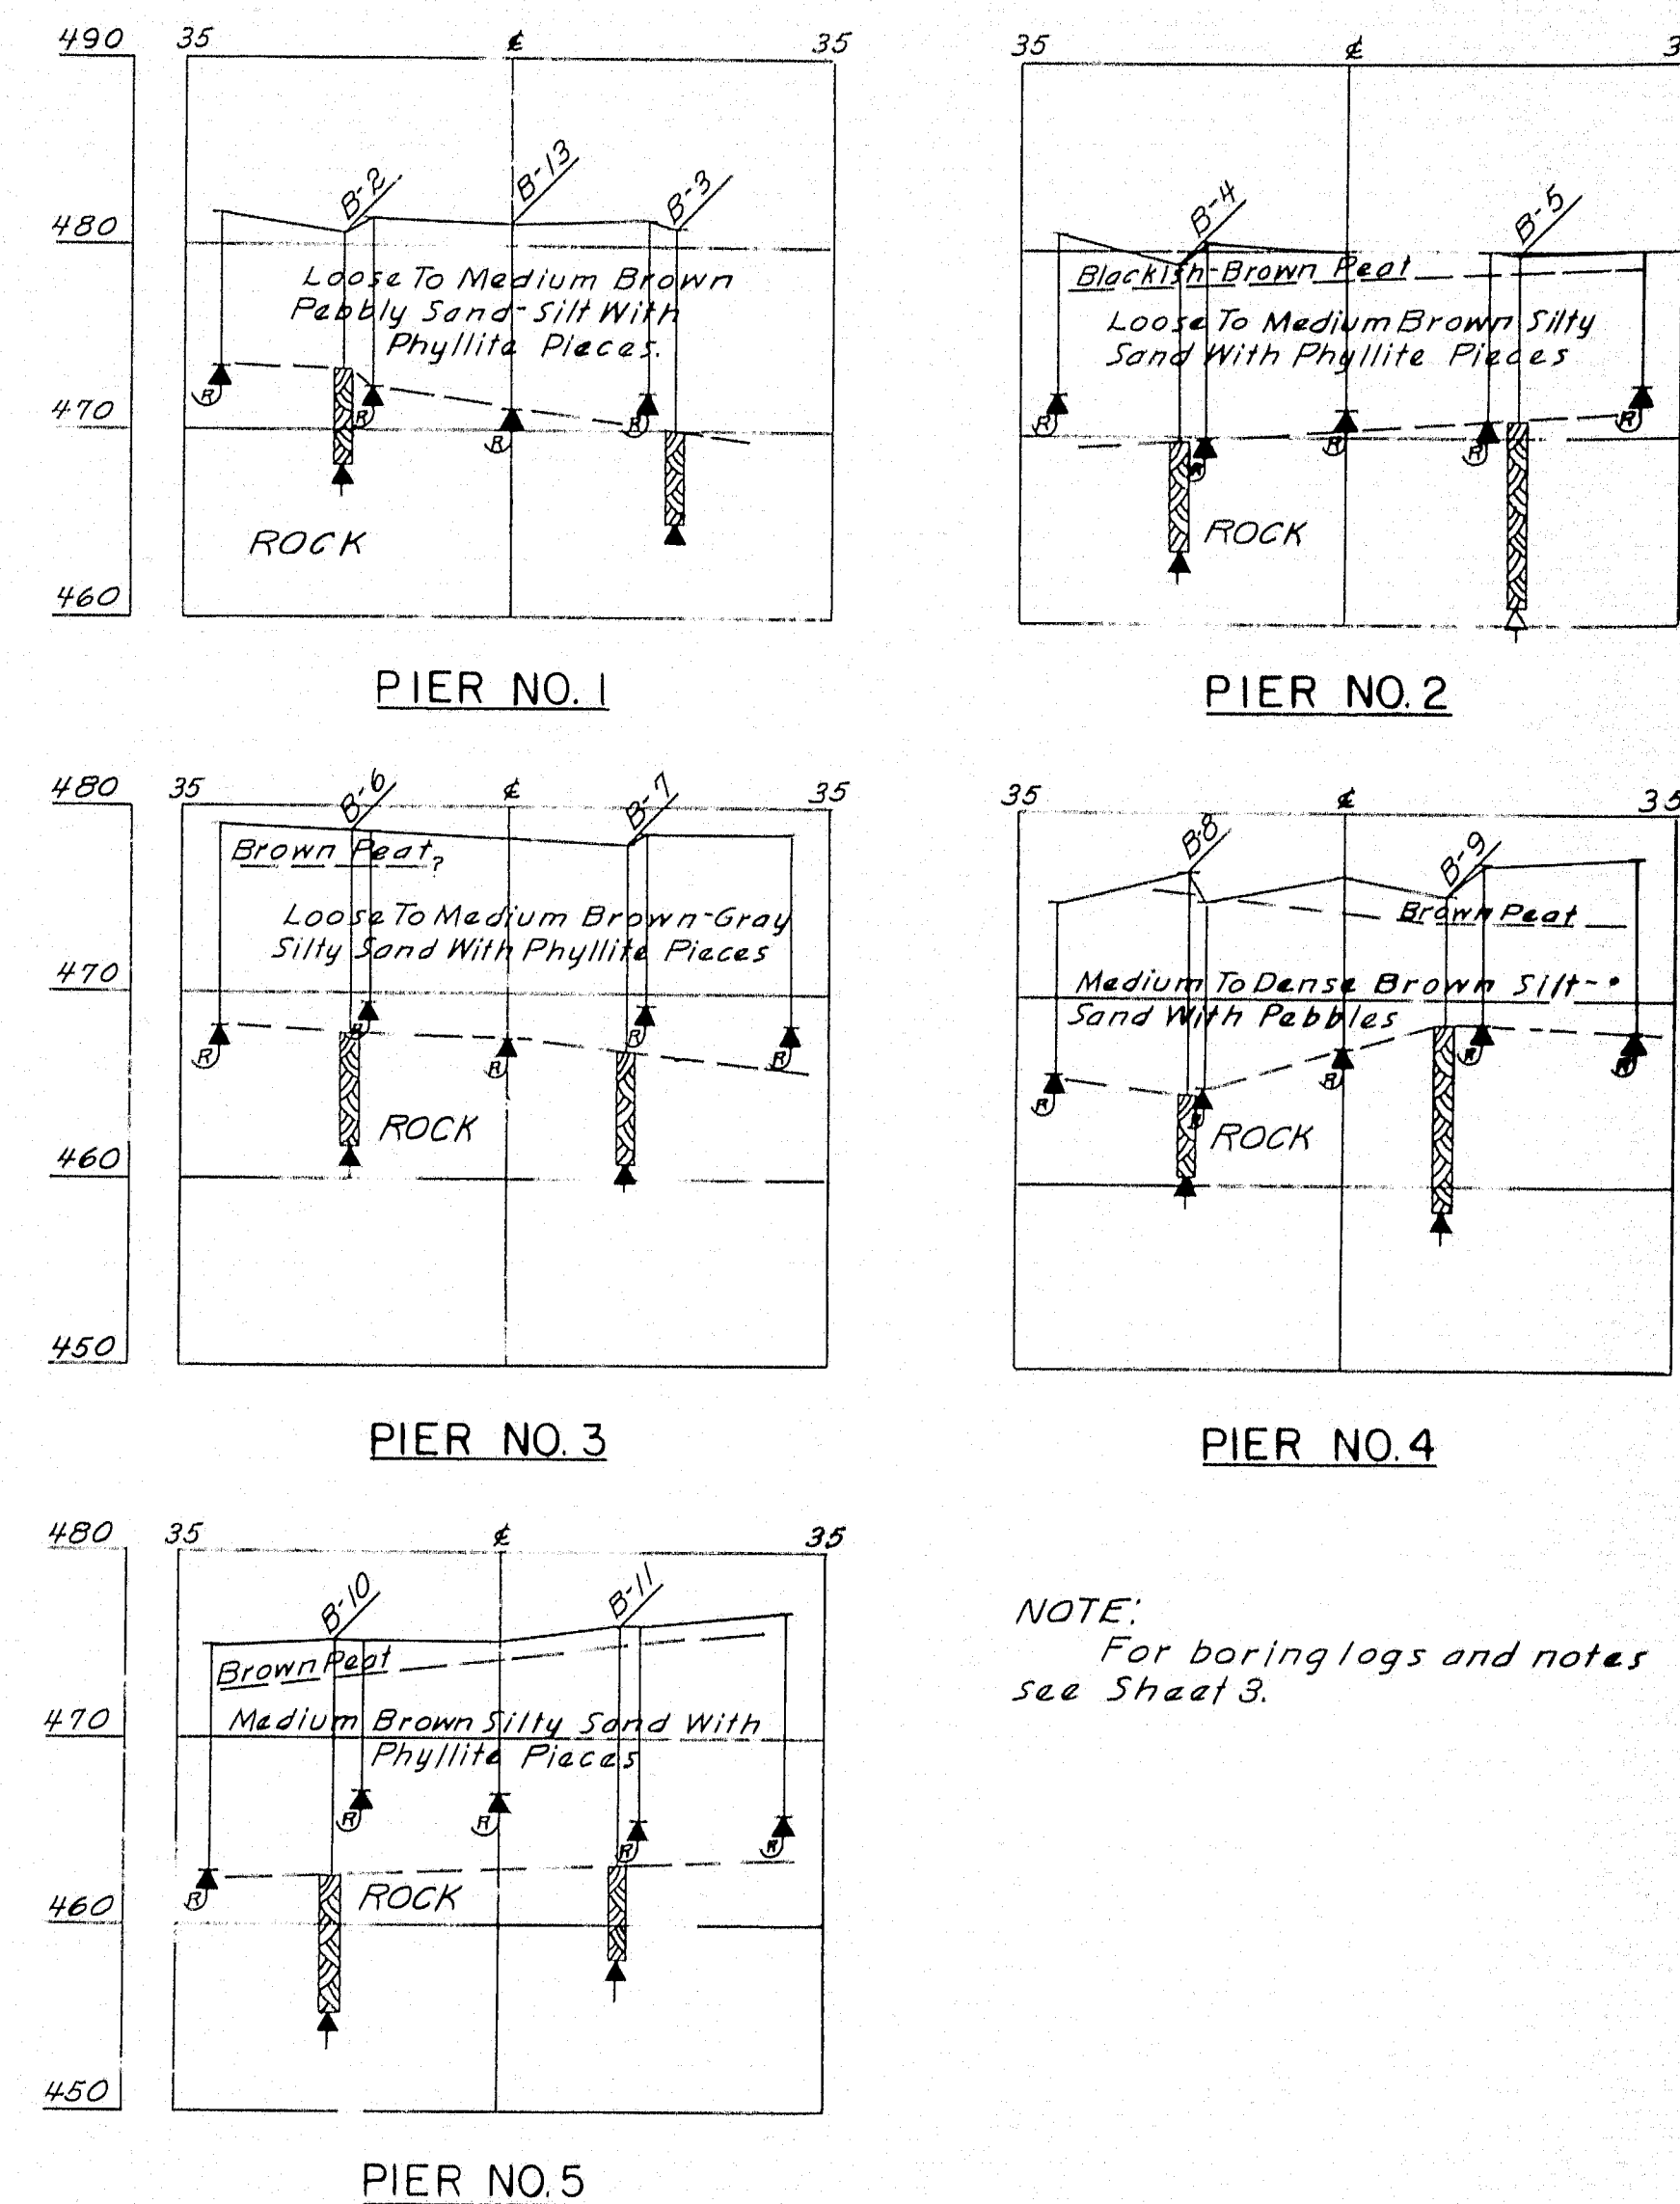 490
35
℄
35
480
470
460
B-2
B-13
B-3
Loose To Medium Brown
Pebbly Sand-Silt With
Phyllite Pieces.
R
R
R
R
ROCK
PIER NO. 1
35
℄
3
B-4
B-5
Blackish-Brown Peat
Loose To Medium Brown Silty
Sand With Phyllite Pieces
R
R
R
R
R
ROCK
PIER NO. 2
480
35
℄
35
470
460
450
B-6
B-7
Brown Peat?
Loose To Medium Brown-Gray
Silty Sand With Phyllite Pieces
R
R
R
R
R
ROCK
PIER NO. 3
35
℄
35
B-8
B-9
Brown Peat
Medium To Dense Brown Silt-
Sand With Pebbles
R
R
R
R
R
ROCK
PIER NO. 4
480
35
℄
35
470
460
450
B-10
B-11
Brown Peat
Medium Brown Silty Sand With
Phyllite Pieces
R
R
R
R
R
ROCK
PIER NO. 5
NOTE:
For boring logs and notes
see Sheet 3.